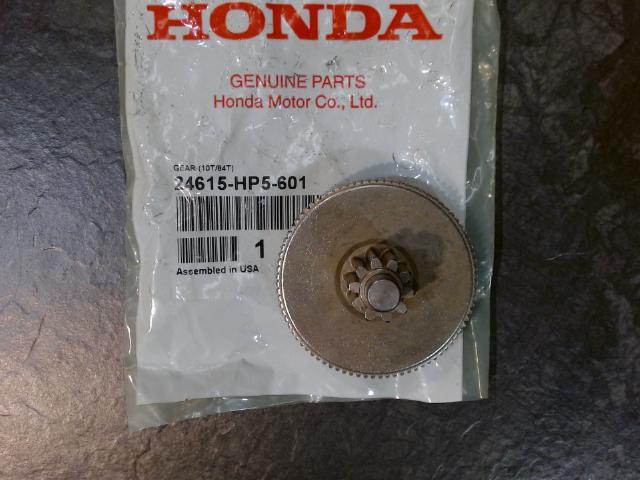 HONDA
GENUINE PARTS
Honda Motor Co., Ltd.
GEAR (10T/84T)
24615-HP5-601
1
Assembled in USA